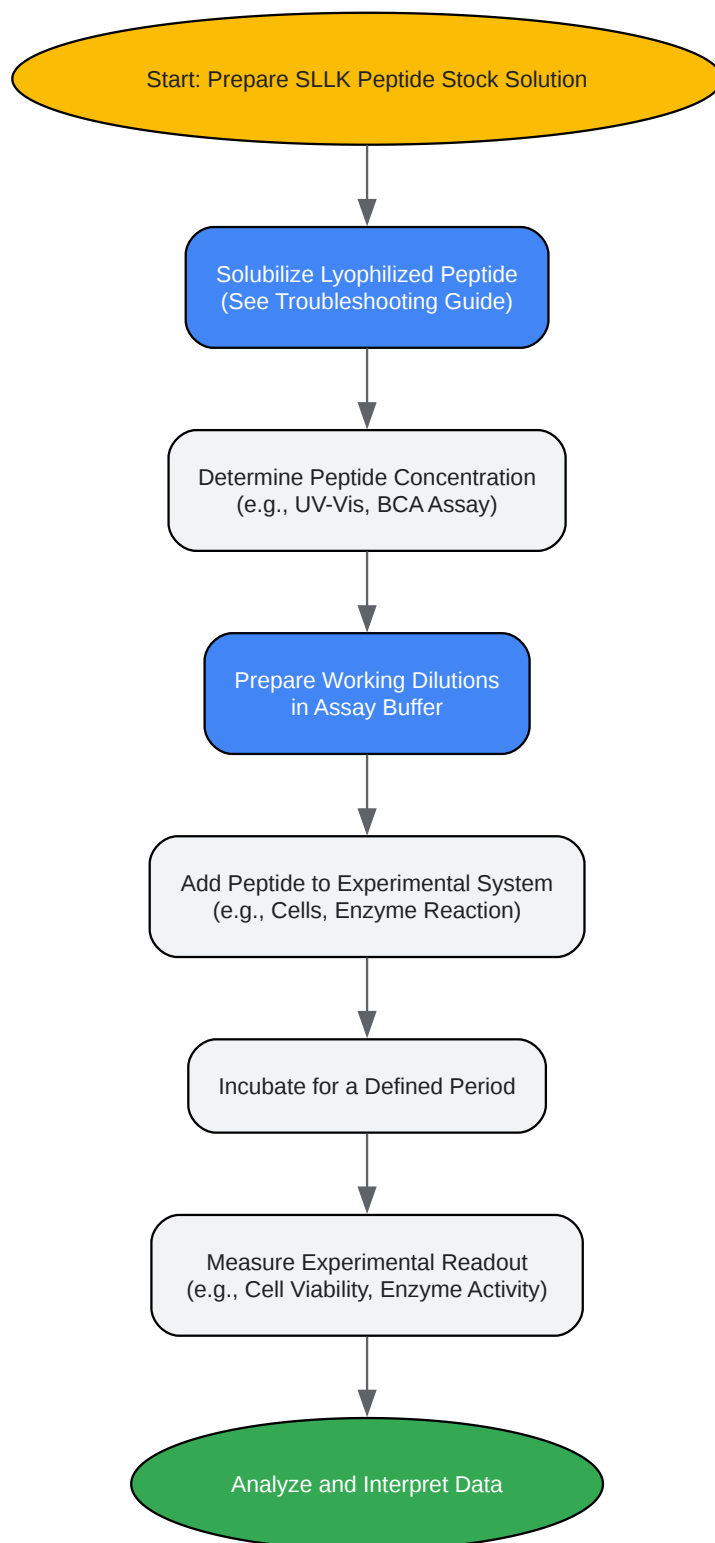 Start: Prepare SLLK Peptide Stock Solution
Solubilize Lyophilized Peptide
(See Troubleshooting Guide)
Determine Peptide Concentration
(e.g., UV-Vis, BCA Assay)
Prepare Working Dilutions
in Assay Buffer
Add Peptide to Experimental System
(e.g., Cells, Enzyme Reaction)
Incubate for a Defined Period
Measure Experimental Readout
(e.g., Cell Viability, Enzyme Activity)
Analyze and Interpret Data